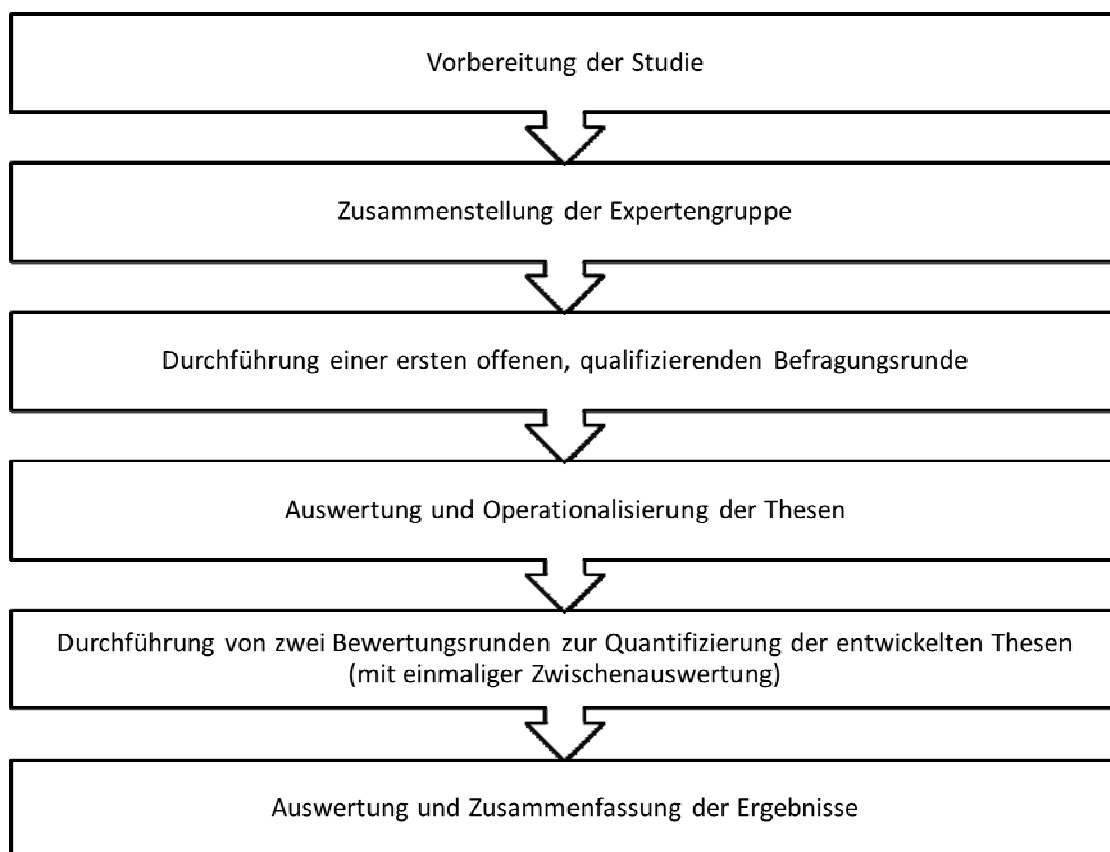 Vorbereitung der Studie
Zusammenstellung der Expertengruppe
Durchführung einer ersten offenen, qualifizierenden Befragungsrunde
Auswertung und Operationalisierung der Thesen
Durchführung von zwei Bewertungsrunden zur Quantifizierung der entwickelten Thesen
(mit einmaliger Zwischenauswertung)
Auswertung und Zusammenfassung der Ergebnisse